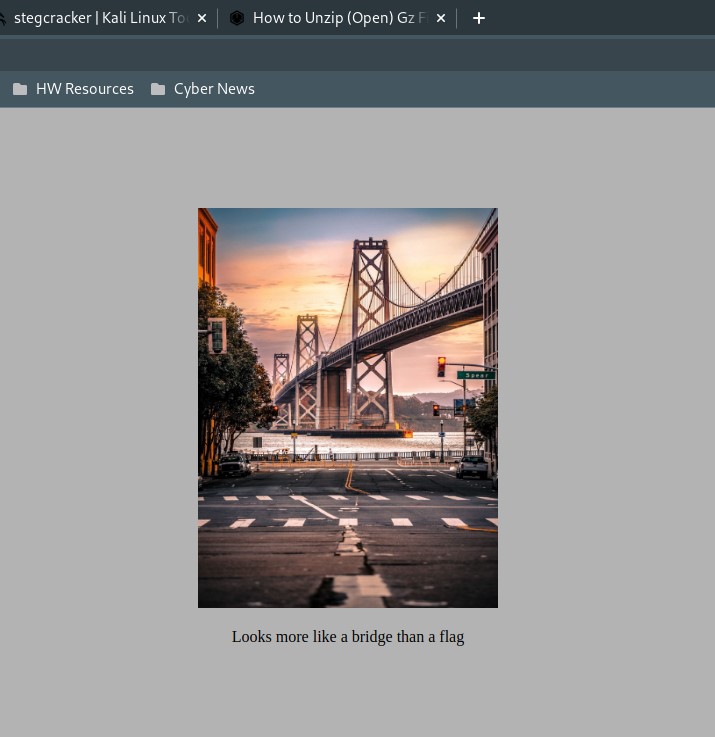 stegcracker | Kali Linux To
How to Unzip (Open) Gz F
HW Resources
Cyber News
Spear
Looks more like a bridge than a flag